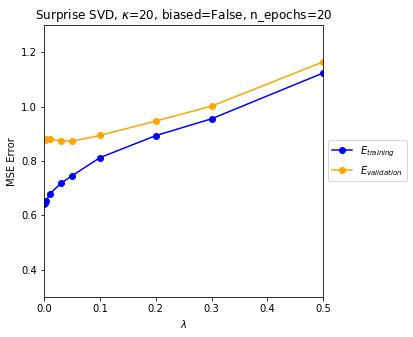 Surprise SVD, κ=20, biased=False, n_epochs=20
MSE Error
1.2
1.0
0.8
0.6
0.4
0.0 0.1 0.2 0.3 0.4 0.5
λ
E_training
E_validation